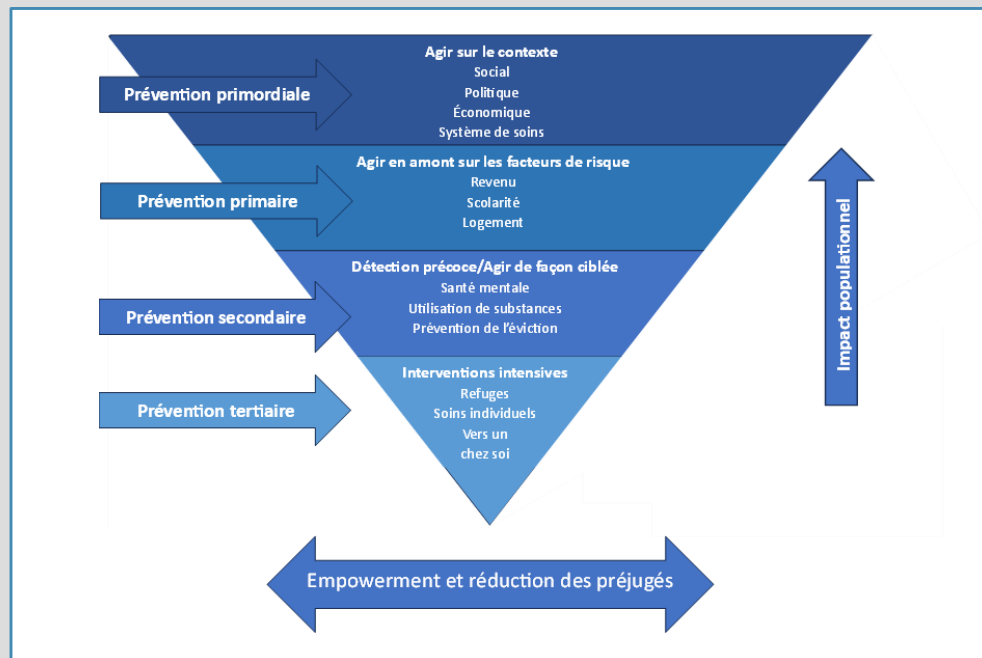 Agir sur le contexte
Social
Politique
Économique
Système de soins
Prévention primordiale
Agir en amont sur les facteurs de risque
Revenu
Scolarité
Logement
Prévention primaire
Détection précoce/Agir de façon ciblée
Santé mentale
Utilisation de substances
Prévention de l'éviction
Prévention secondaire
Interventions intensives
Refuges
Soins individuels
Vers un
chez soi
Prévention tertiaire
Impact populationnel
Empowerment et réduction des préjugés